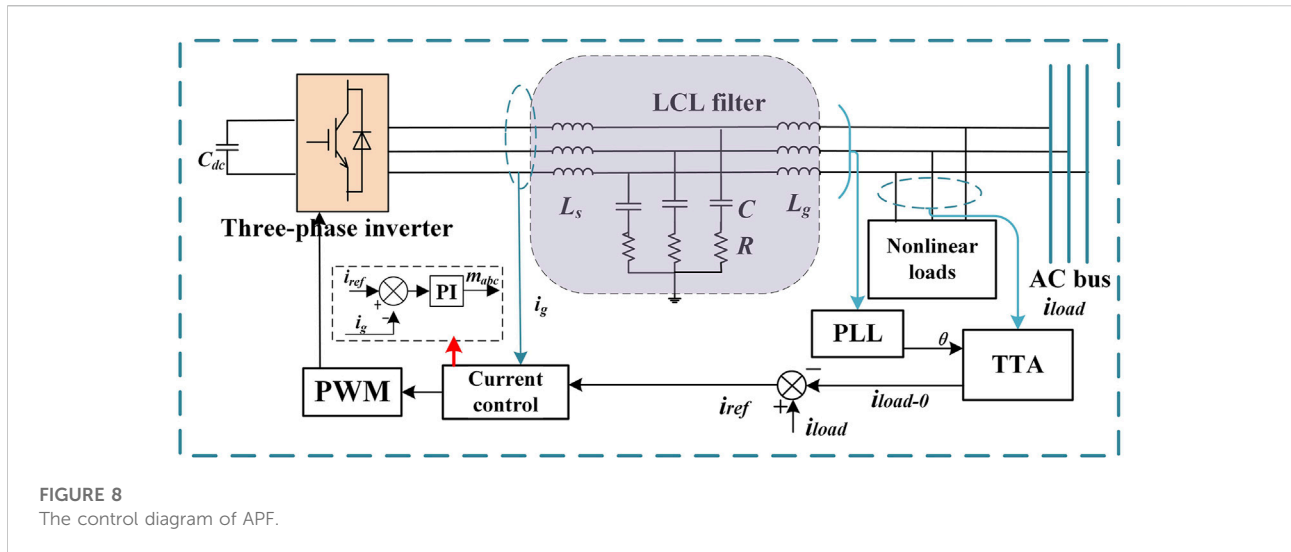 LCL filter
C_dc
L_s
C
L_g
R
Three-phase inverter
Nonlinear
loads
AC bus
i_load
i_ref
+
−
i_g
PI
m_abc
i_g
PLL
θ
TTA
PWM
Current
control
i_ref
−
+
i_load-0
i_load
FIGURE 8
The control diagram of APF.